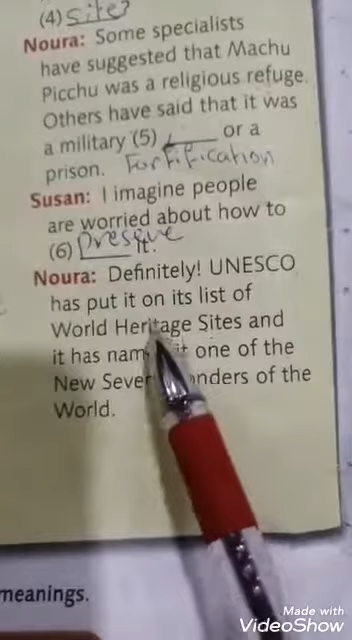 (4) site?
Noura: Some specialists
have suggested that Machu
Picchu was a religious refuge.
Others have said that it was
a military (5) ____ or a
prison. Fortification
Susan: I imagine people
are worried about how to
(6) presive it.
Noura: Definitely! UNESCO
has put it on its list of
World Heritage Sites and
it has it one of the
New of the
World.
meanings.
Made with
VideoShow